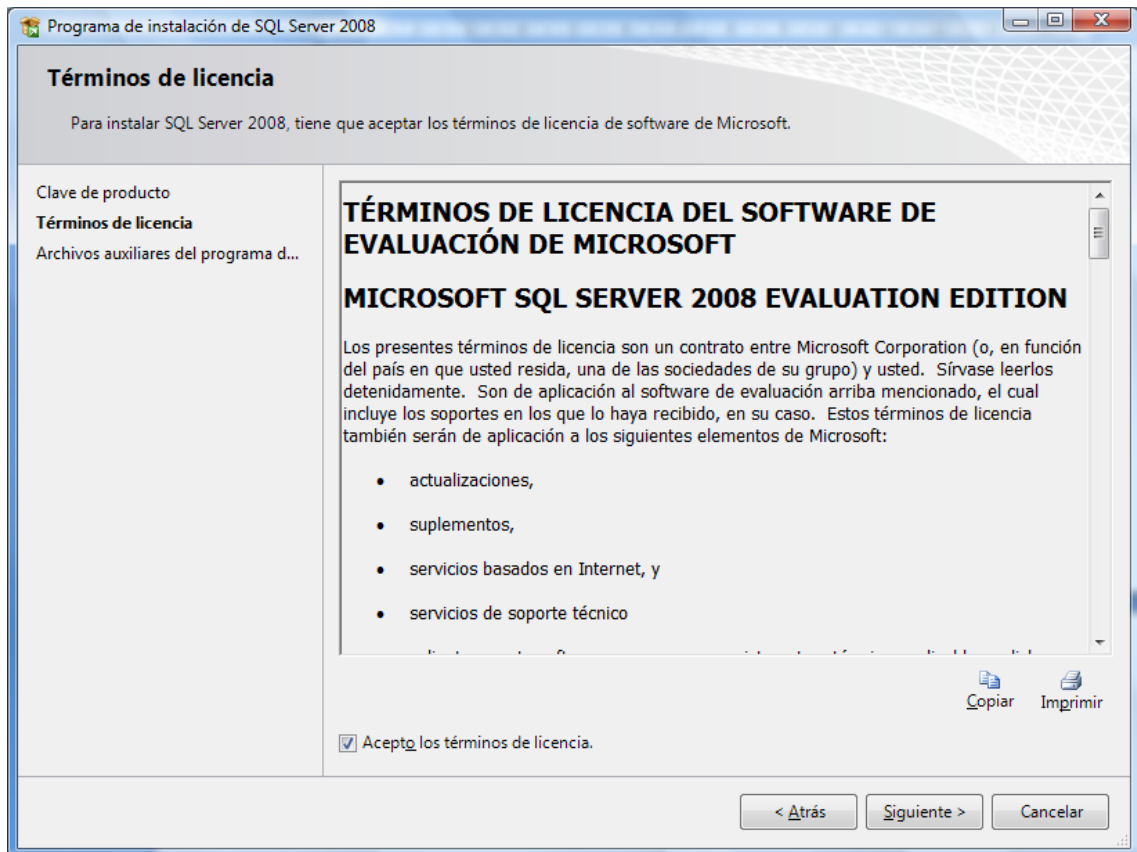 Programa de instalación de SQL Server 2008
Términos de licencia
Para instalar SQL Server 2008, tiene que aceptar los términos de licencia de software de Microsoft.
Clave de producto
Términos de licencia
Archivos auxiliares del programa d...
TÉRMINOS DE LICENCIA DEL SOFTWARE DE
EVALUACIÓN DE MICROSOFT
MICROSOFT SQL SERVER 2008 EVALUATION EDITION
Los presentes términos de licencia son un contrato entre Microsoft Corporation (o, en función
del país en que usted resida, una de las sociedades de su grupo) y usted.  Sírvase leerlos
detenidamente.  Son de aplicación al software de evaluación arriba mencionado, el cual
incluye los soportes en los que lo haya recibido, en su caso.  Estos términos de licencia
también serán de aplicación a los siguientes elementos de Microsoft:
• actualizaciones,
• suplementos,
• servicios basados en Internet, y
• servicios de soporte técnico
Copiar Imprimir
Acepto los términos de licencia.
< Atrás Siguiente > Cancelar